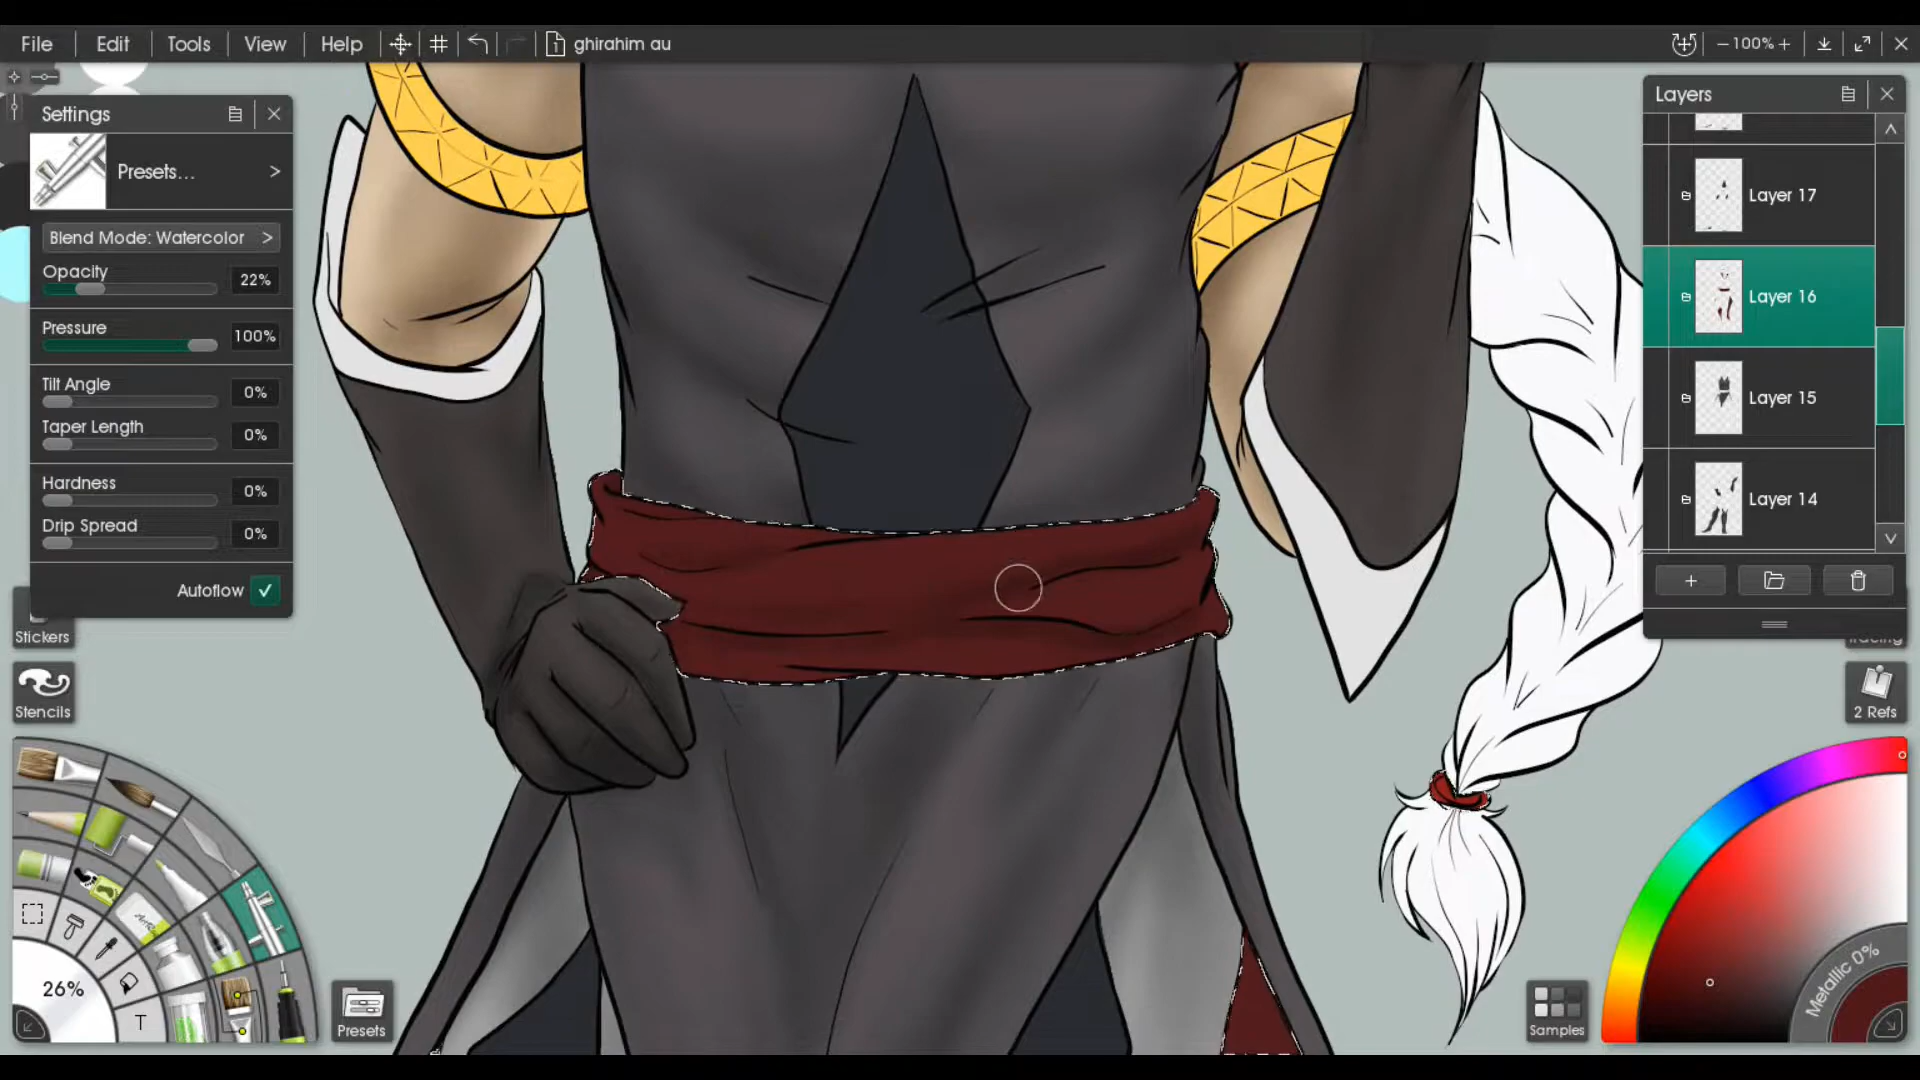 File Edit Tools View Help ghirahim au 100%
Settings
Presets...
Blend Mode: Watercolor
Opacity 22%
Pressure 100%
Tilt Angle 0%
Taper Length 0%
Hardness 0%
Drip Spread 0%
Autoflow
Stickers
Stencils
26%
T
Presets
Layers
Layer 17
Layer 16
Layer 15
Layer 14
Tracing
2 Refs
Metallic 0%
Samples